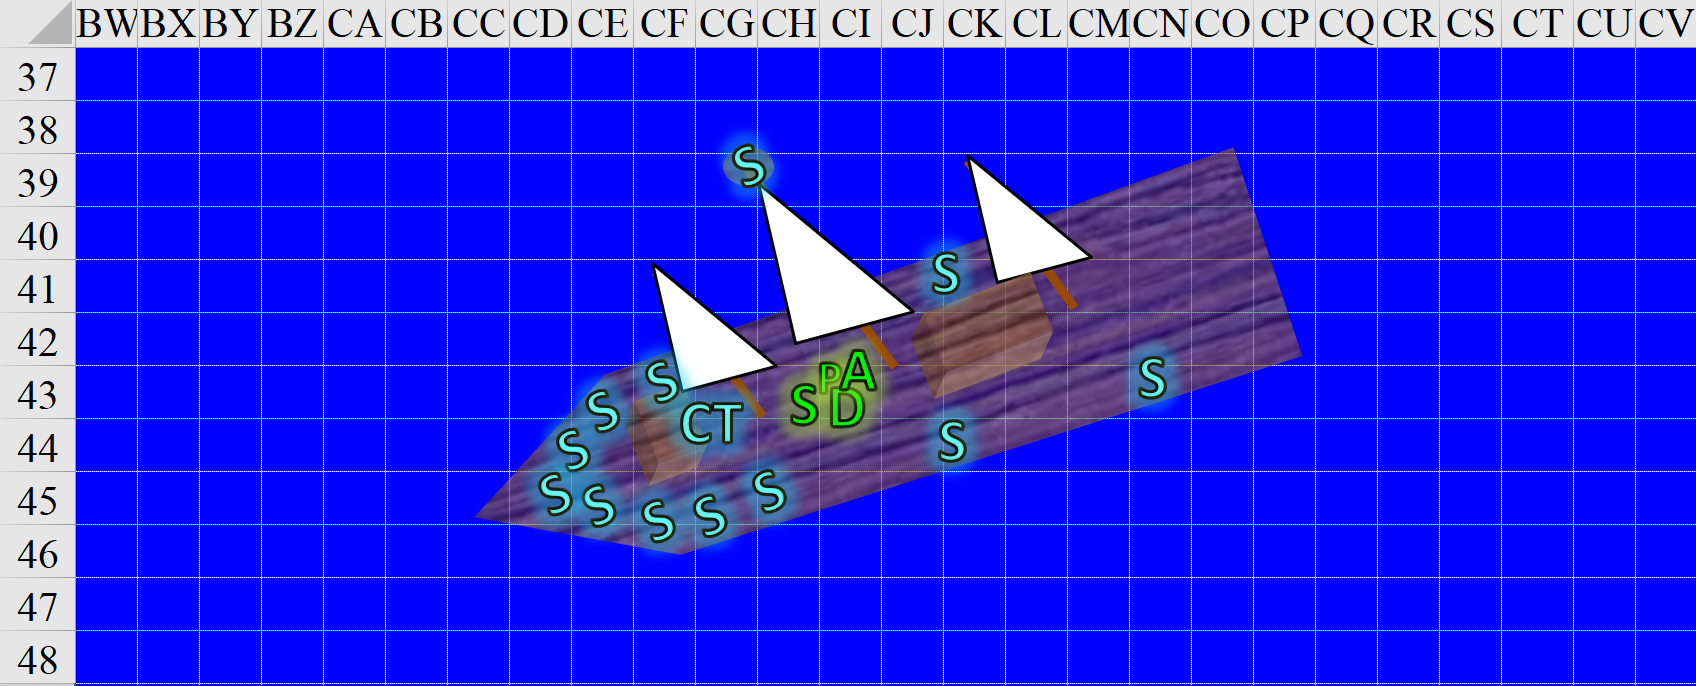 BW BX BY BZ CA CB CC CD CE CF CG CH CI CJ CK CL CM CN CO CP CQ CR CS CT CU CV
37
38
S
39
40
S
41
42
S P A S
43
S CT S D
44
S S
45
S S S S S
46
47
48